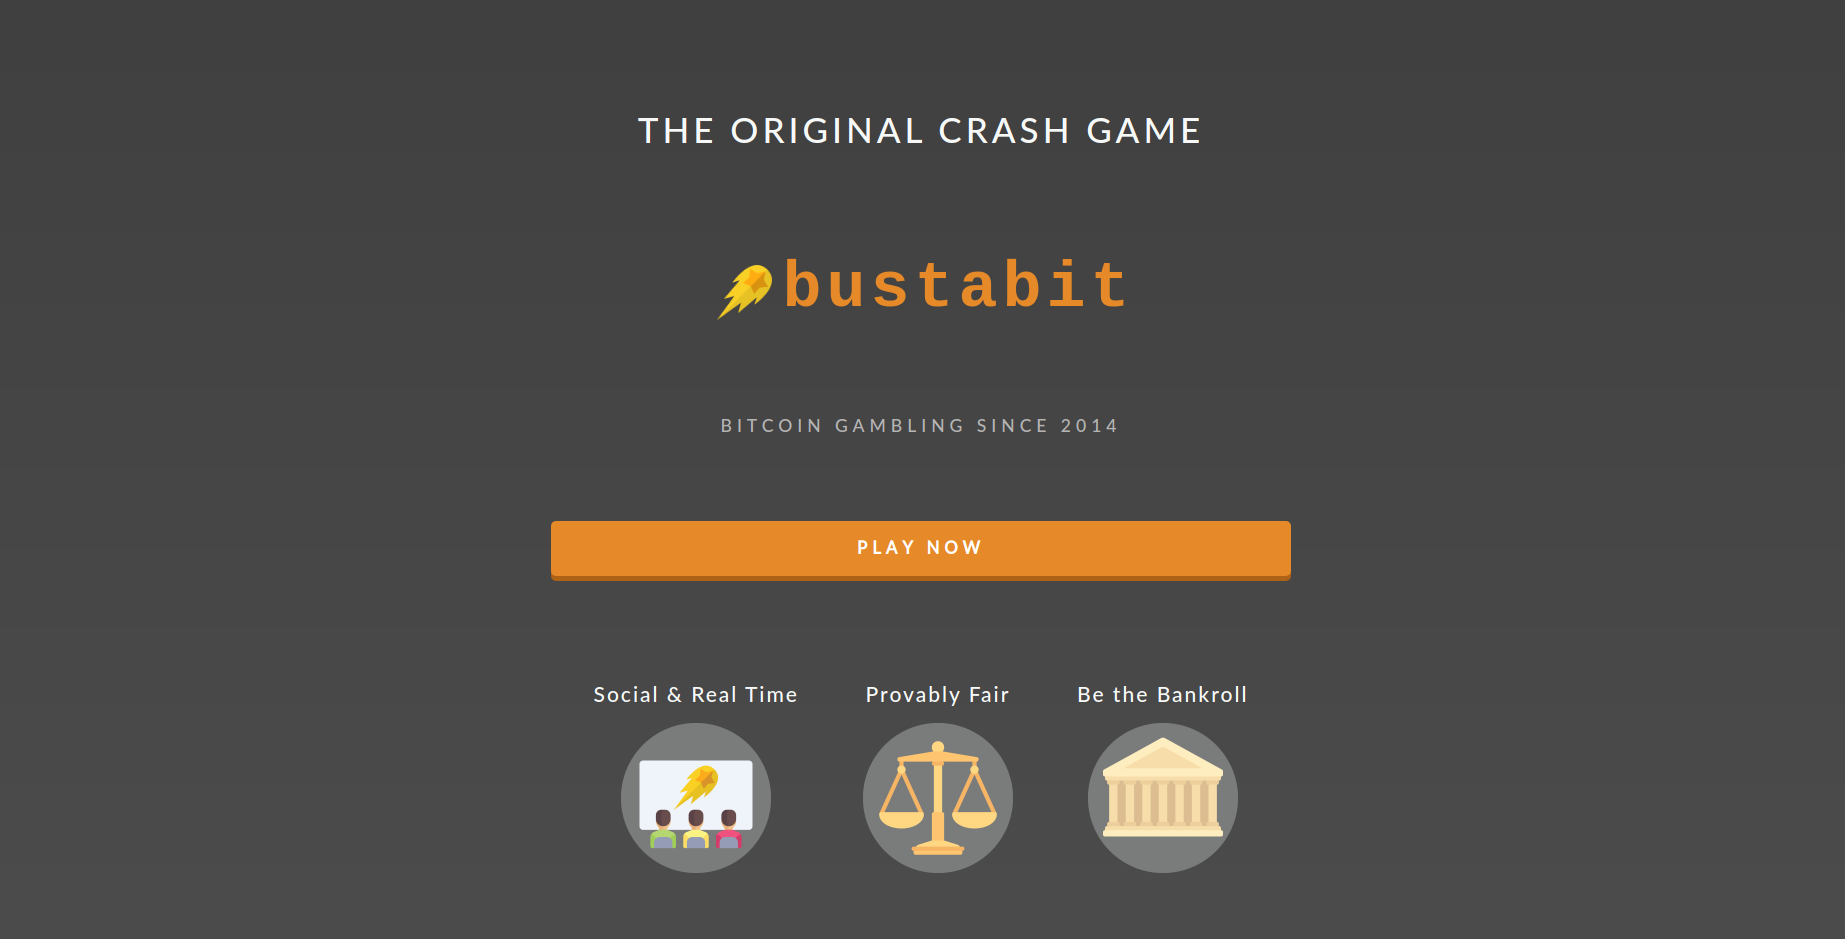 THE ORIGINAL CRASH GAME
bustabit
BITCOIN GAMBLING SINCE 2014
PLAY NOW
Social & Real Time
Provably Fair
Be the Bankroll